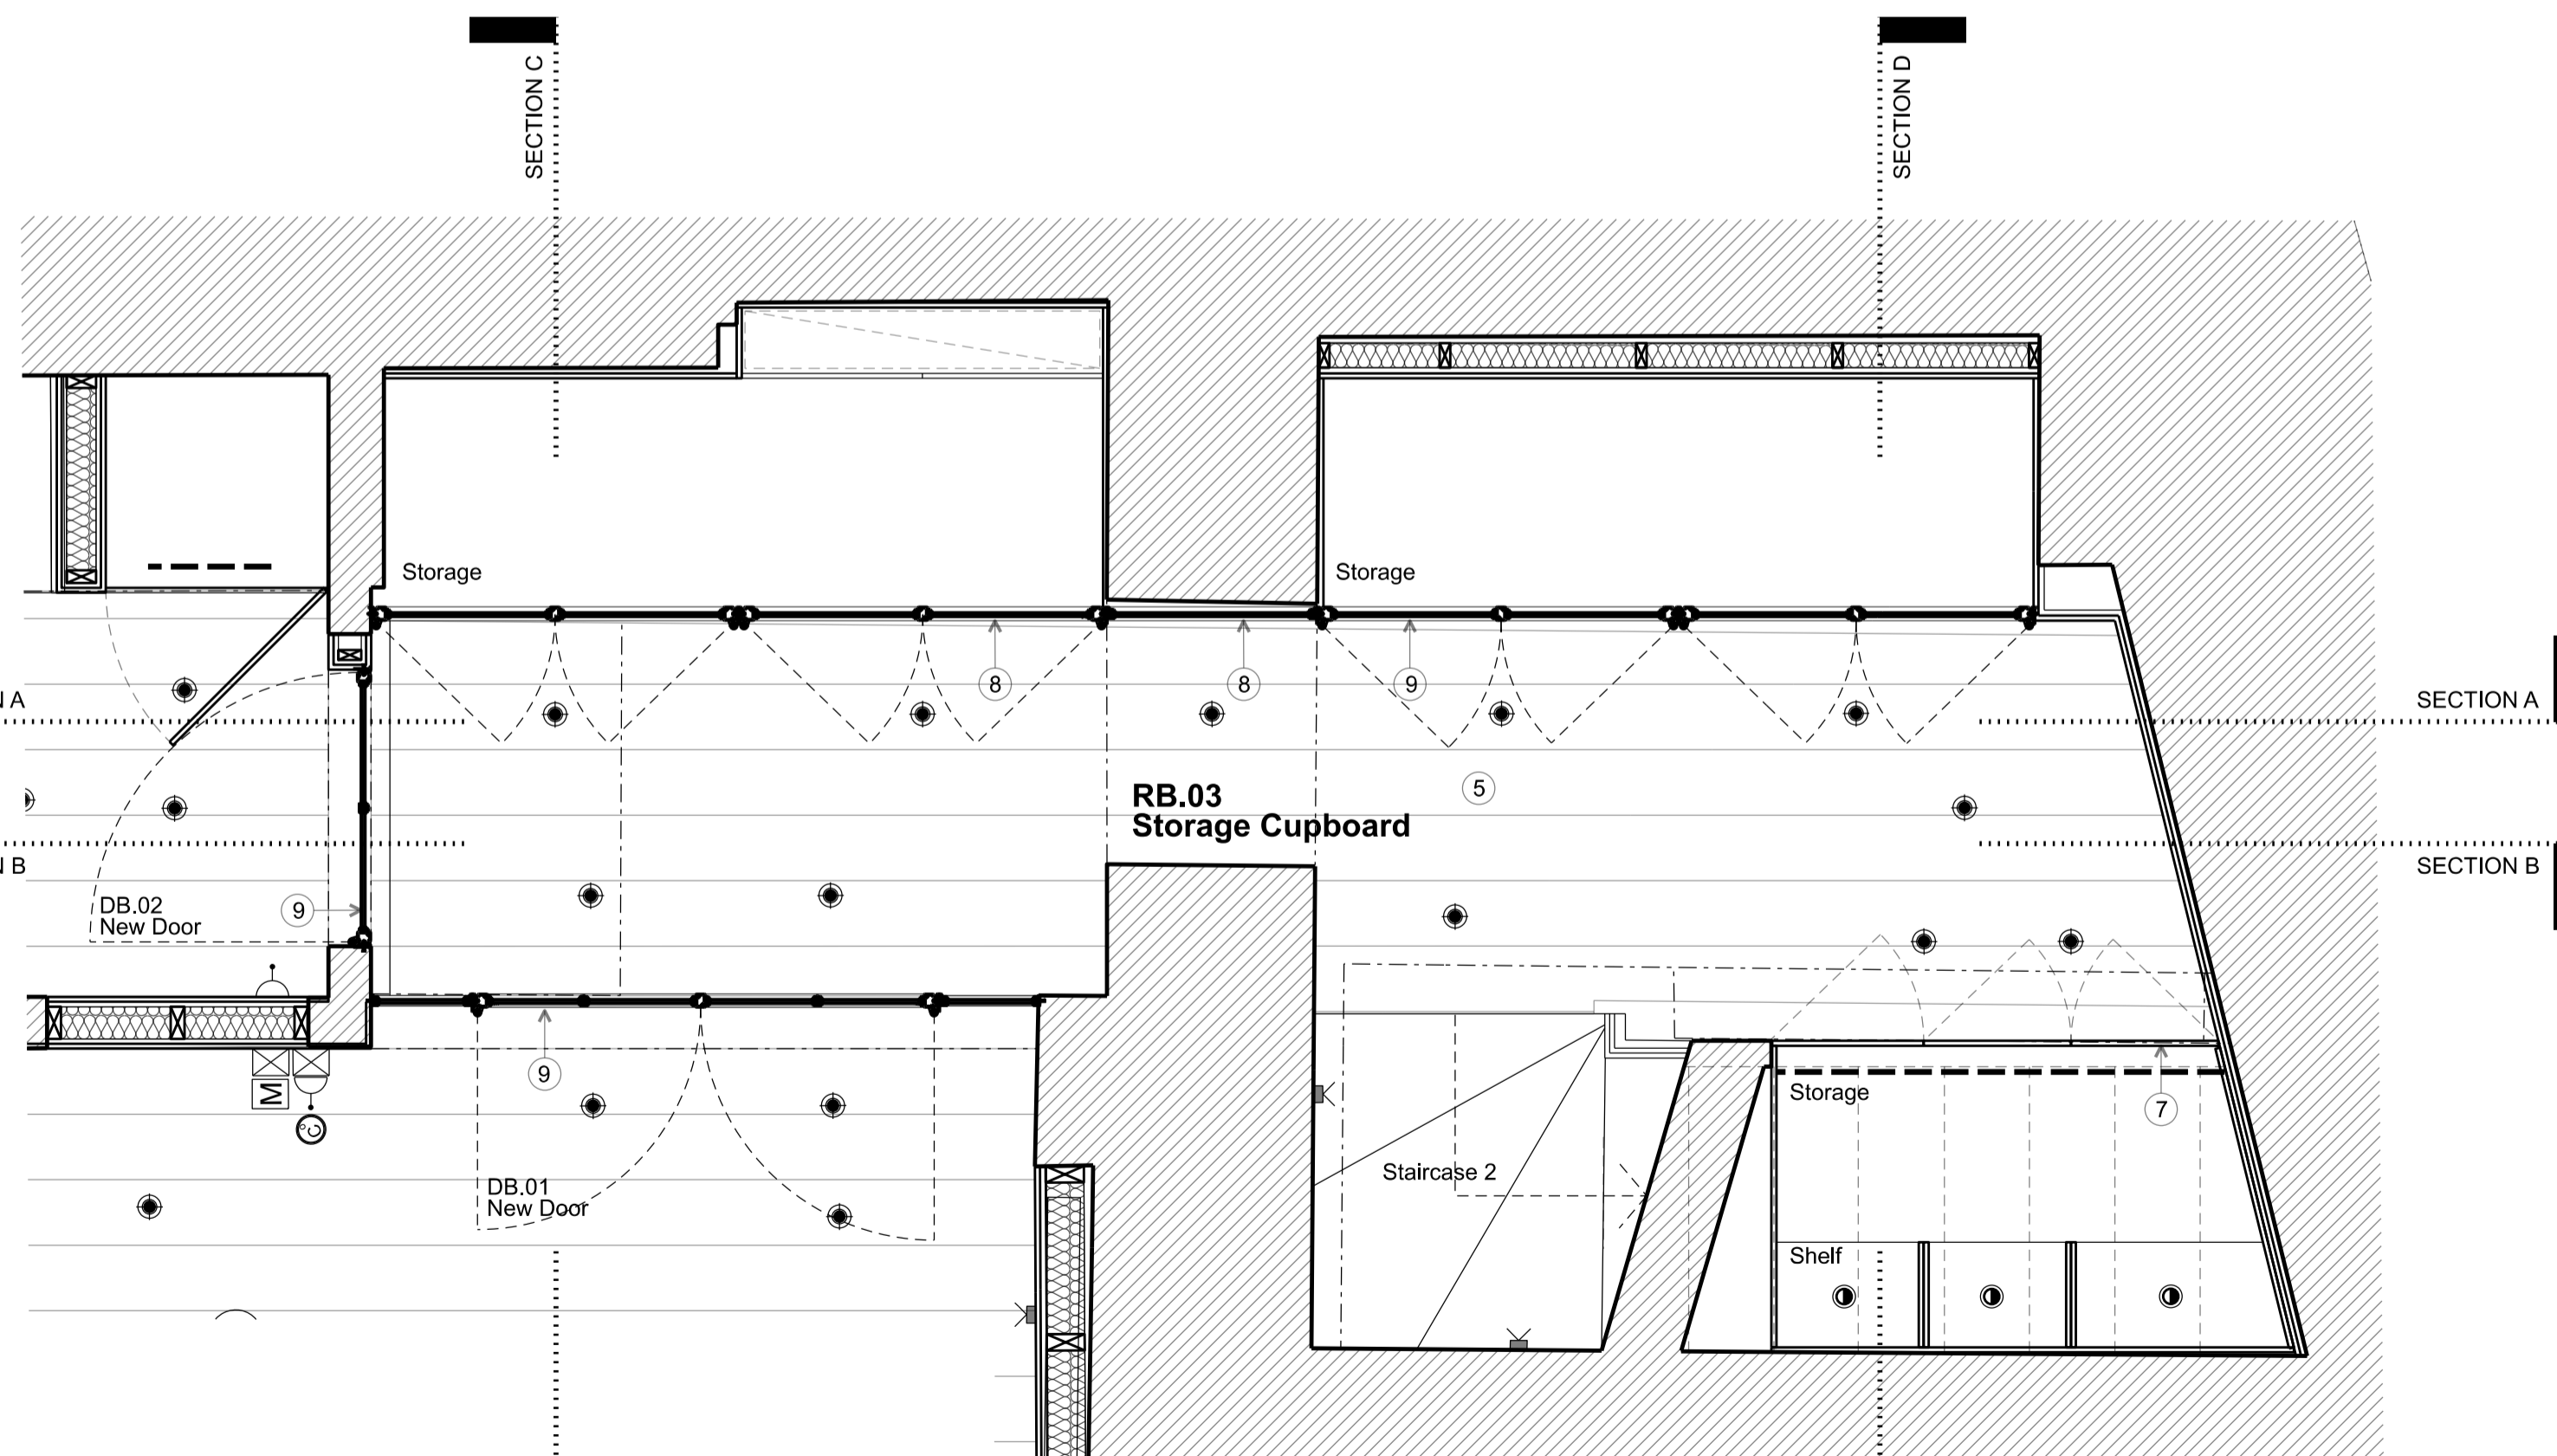 SECTION C
SECTION D
Storage
Storage
8
8
9
N A
SECTION A
RB.03
Storage Cupboard
5
N B
SECTION B
DB.02
New Door
9
9
M
°C
DB.01
New Door
Staircase 2
Storage
7
Shelf